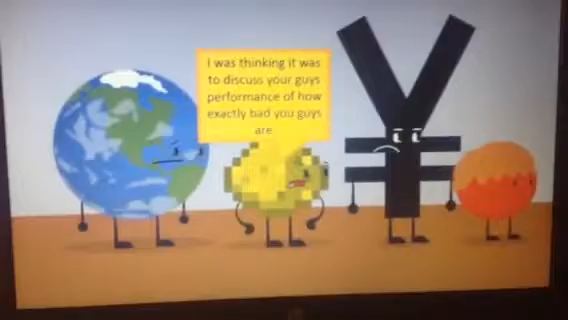 I was thinking it was
to discuss your guys
performance of how
exactly bad you guys
are